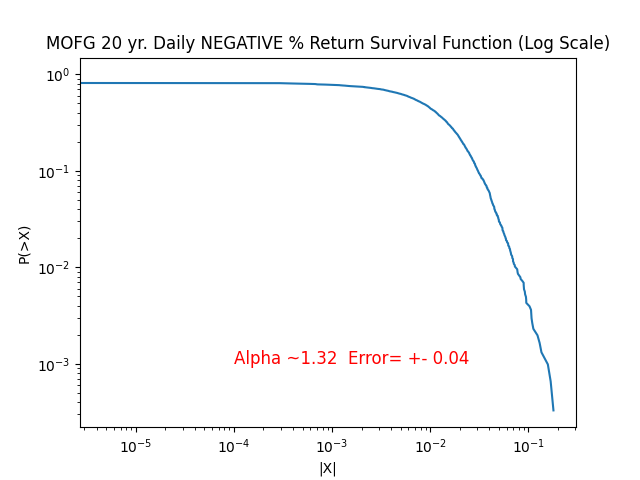 MOFG 20 yr. Daily NEGATIVE % Return Survival Function (Log Scale)
P(>X)
10⁰
10⁻¹
10⁻²
10⁻³
Alpha ~1.32  Error= +- 0.04
10⁻⁵ 10⁻⁴ 10⁻³ 10⁻² 10⁻¹
|X|